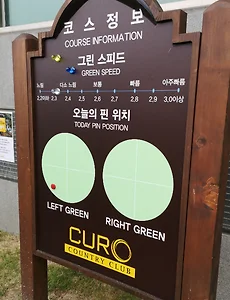 코스정보
COURSE INFORMATION
그린 스피드
GREEN SPEED
느림 다소 느림 보통 빠름 아주빠름
2.2이하 2.3 2.4 2.5 2.6 2.7 2.8 2.9 3.0이상
오늘의 핀 위치
TODAY PIN POSITION
LEFT GREEN RIGHT GREEN
CURO
COUNTRY CLUB